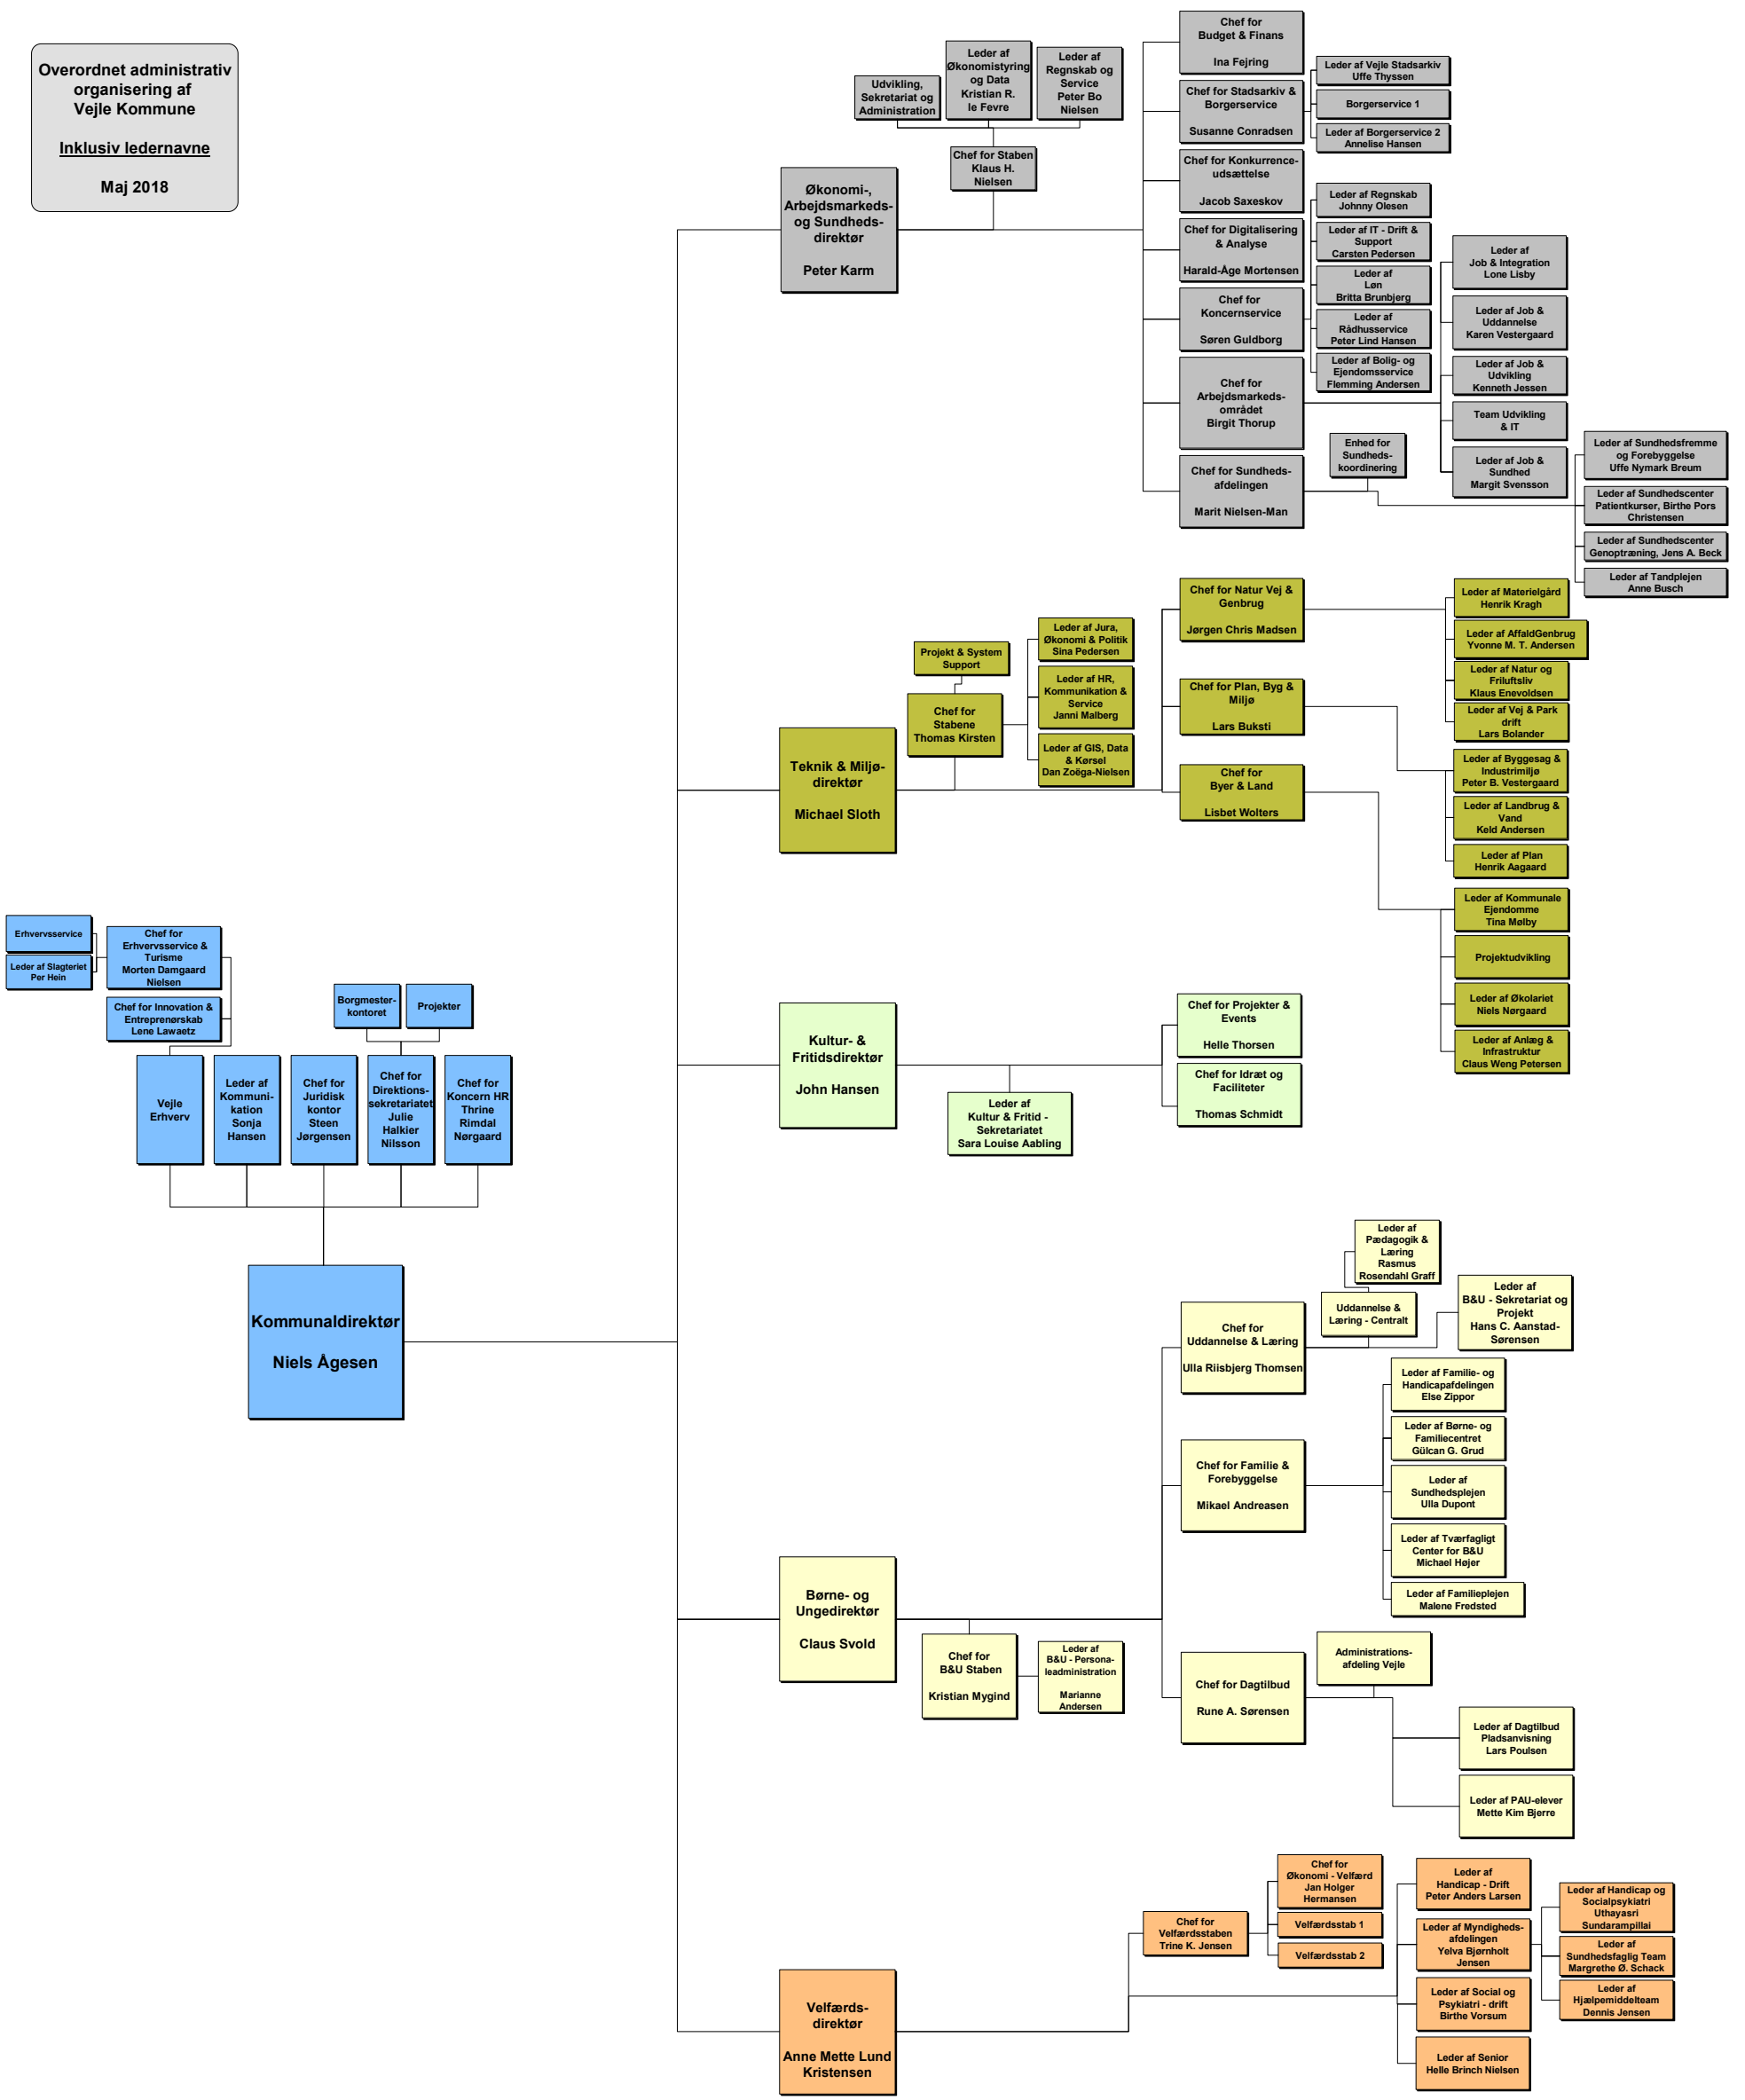 Overordnet administrativ
organisering af
Vejle Kommune
Inklusiv ledernavne
Maj 2018
Udvikling,
Sekretariat og
Administration
Leder af
Økonomistyring
og Data
Kristian R.
le Fevre
Leder af
Regnskab og
Service
Peter Bo
Nielsen
Chef for Staben
Klaus H.
Nielsen
Økonomi-,
Arbejdsmarkeds-
og Sundheds-
direktør
Peter Karm
Chef for
Budget & Finans
Ina Fejring
Chef for Stadsarkiv &
Borgerservice
Susanne Conradsen
Leder af Vejle Stadsarkiv
Uffe Thyssen
Borgerservice 1
Leder af Borgerservice 2
Annelise Hansen
Chef for Konkurrence-
udsættelse
Jacob Saxeskov
Chef for Digitalisering
& Analyse
Harald-Åge Mortensen
Chef for
Koncernservice
Søren Guldborg
Leder af Regnskab
Johnny Olesen
Leder af IT - Drift &
Support
Carsten Pedersen
Leder af
Løn
Britta Brunbjerg
Leder af
Rådhusservice
Peter Lind Hansen
Leder af Bolig- og
Ejendomsservice
Flemming Andersen
Chef for
Arbejdsmarkeds-
området
Birgit Thorup
Leder af
Job & Integration
Lone Lisby
Leder af Job &
Uddannelse
Karen Vestergaard
Leder af Job &
Udvikling
Kenneth Jessen
Team Udvikling
& IT
Leder af Job &
Sundhed
Margit Svensson
Chef for Sundheds-
afdelingen
Marit Nielsen-Man
Enhed for
Sundheds-
koordinering
Leder af Sundhedsfremme
og Forebyggelse
Uffe Nymark Breum
Leder af Sundhedscenter
Patientkurser, Birthe Pors
Christensen
Leder af Sundhedscenter
Genoptræning, Jens A. Beck
Leder af Tandplejen
Anne Busch
Teknik & Miljø-
direktør
Michael Sloth
Projekt & System
Support
Chef for
Stabene
Thomas Kirsten
Leder af Jura,
Økonomi & Politik
Sina Pedersen
Leder af HR,
Kommunikation &
Service
Janni Malberg
Leder af GIS, Data
& Kørsel
Dan Zoëga-Nielsen
Chef for Natur Vej &
Genbrug
Jørgen Chris Madsen
Leder af Materielgård
Henrik Kragh
Leder af AffaldGenbrug
Yvonne M. T. Andersen
Leder af Natur og
Friluftsliv
Klaus Enevoldsen
Leder af Vej & Park
drift
Lars Bolander
Chef for Plan, Byg &
Miljø
Lars Buksti
Leder af Byggesag &
Industrimiljø
Peter B. Vestergaard
Leder af Landbrug &
Vand
Keld Andersen
Leder af Plan
Henrik Aagaard
Chef for
Byer & Land
Lisbet Wolters
Leder af Kommunale
Ejendomme
Tina Mølby
Projektudvikling
Leder af Økolariet
Niels Nørgaard
Leder af Anlæg &
Infrastruktur
Claus Weng Petersen
Erhvervsservice
Leder af Slagteriet
Per Hein
Chef for
Erhvervsservice &
Turisme
Morten Damgaard
Nielsen
Chef for Innovation &
Entreprenørskab
Lene Lawaetz
Borgmester-
kontoret
Projekter
Vejle
Erhverv
Leder af
Kommuni-
kation
Sonja
Hansen
Chef for
Juridisk
kontor
Steen
Jørgensen
Chef for
Direktions-
sekretariatet
Julie
Halkier
Nilsson
Chef for
Koncern HR
Thrine
Rimdal
Nørgaard
Kommunaldirektør
Niels Ågesen
Kultur- &
Fritidsdirektør
John Hansen
Leder af
Kultur & Fritid -
Sekretariatet
Sara Louise Aabling
Chef for Projekter &
Events
Helle Thorsen
Chef for Idræt og
Faciliteter
Thomas Schmidt
Børne- og
Ungedirektør
Claus Svold
Chef for
B&U Staben
Kristian Mygind
Leder af
B&U - Persona-
leadministration
Marianne
Andersen
Chef for
Uddannelse & Læring
Ulla Riisbjerg Thomsen
Leder af
Pædagogik &
Læring
Rasmus
Rosendahl Graff
Uddannelse &
Læring - Centralt
Leder af
B&U - Sekretariat og
Projekt
Hans C. Aanstad-
Sørensen
Chef for Familie &
Forebyggelse
Mikael Andreasen
Leder af Familie- og
Handicapafdelingen
Else Zippor
Leder af Børne- og
Familiecentret
Gülcan G. Grud
Leder af
Sundhedsplejen
Ulla Dupont
Leder af Tværfagligt
Center for B&U
Michael Højer
Leder af Familieplejen
Malene Fredsted
Chef for Dagtilbud
Rune A. Sørensen
Administrations-
afdeling Vejle
Leder af Dagtilbud
Pladsanvisning
Lars Poulsen
Leder af PAU-elever
Mette Kim Bjerre
Velfærds-
direktør
Anne Mette Lund
Kristensen
Chef for
Velfærdsstaben
Trine K. Jensen
Chef for
Økonomi - Velfærd
Jan Holger
Hermansen
Velfærdsstab 1
Velfærdsstab 2
Leder af
Handicap - Drift
Peter Anders Larsen
Leder af Myndigheds-
afdelingen
Yelva Bjørnholt
Jensen
Leder af Handicap og
Socialpsykiatri
Uthayasri
Sundarampillai
Leder af
Sundhedsfaglig Team
Margrethe Ø. Schack
Leder af
Hjælpemiddelteam
Dennis Jensen
Leder af Social og
Psykiatri - drift
Birthe Vorsum
Leder af Senior
Helle Brinch Nielsen